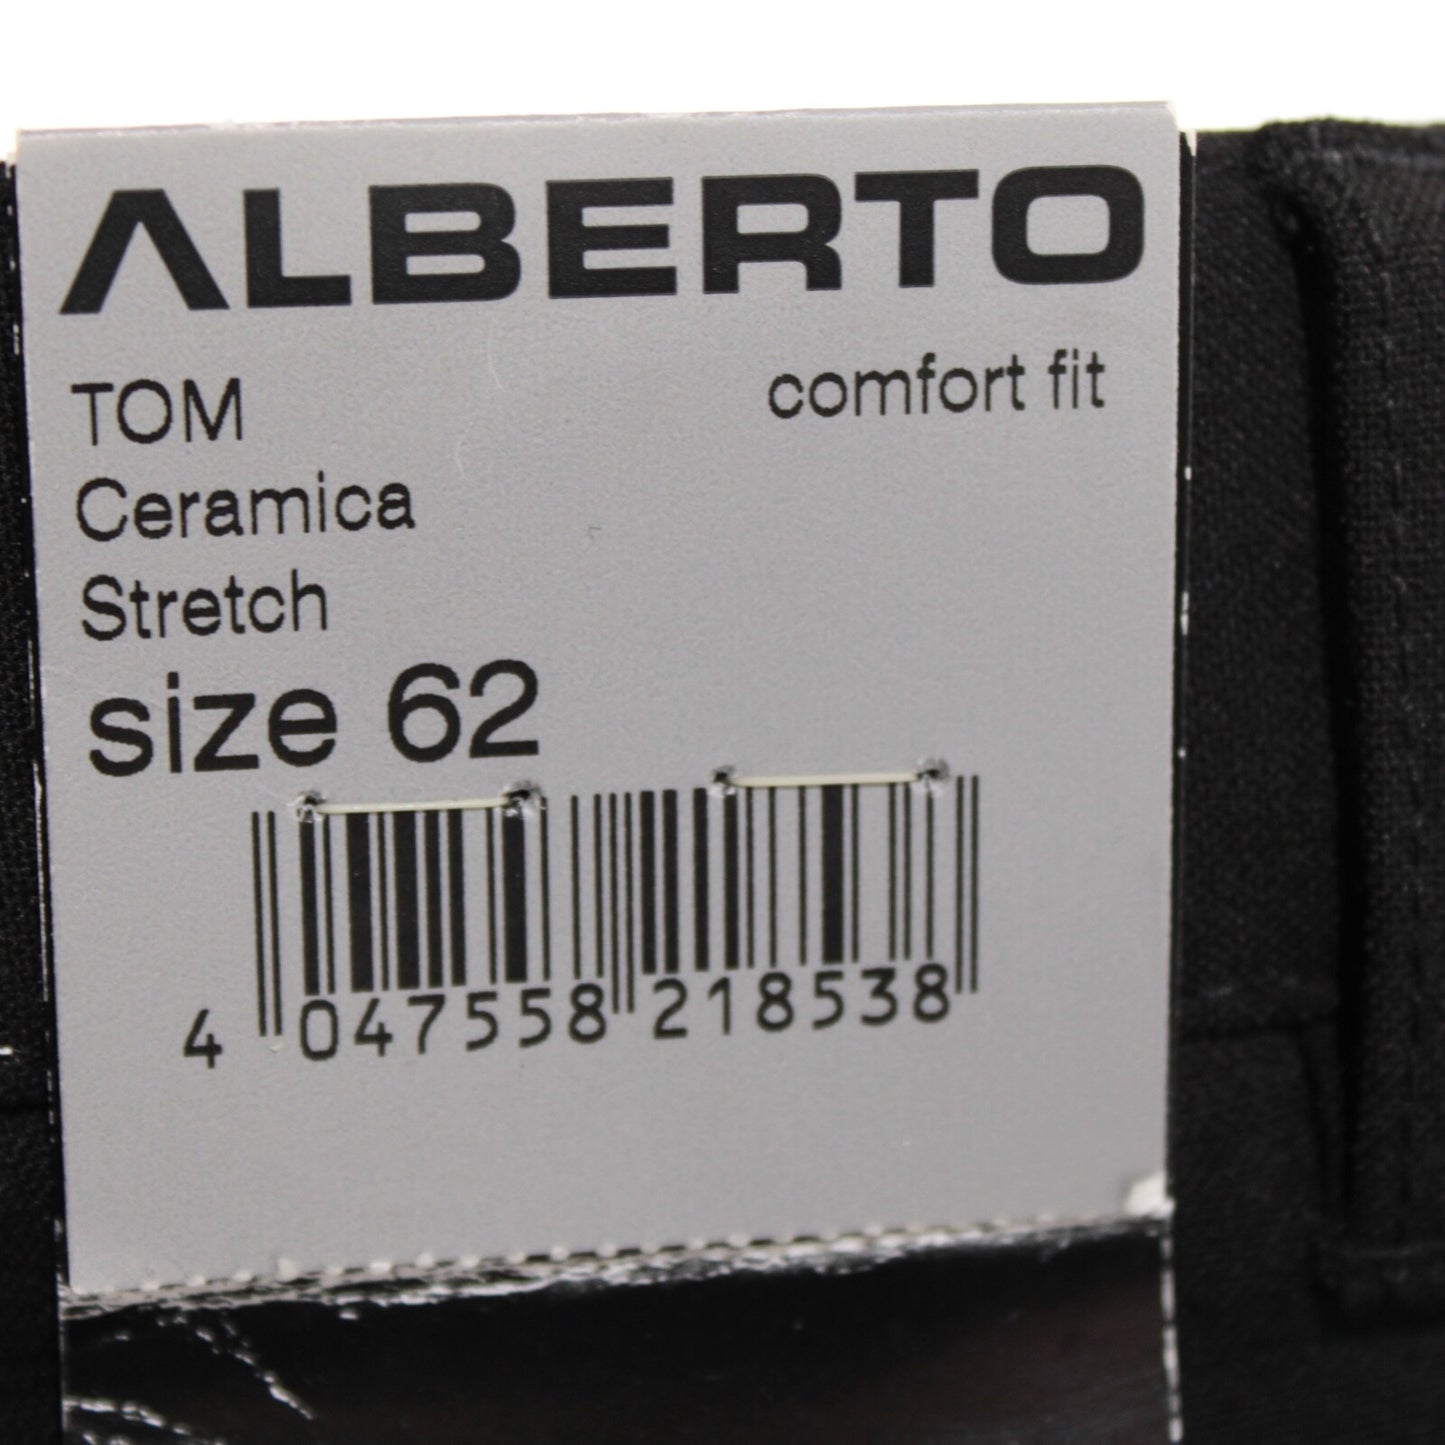 ALBERTO
TOM comfort fit
Ceramica
Stretch
size 62
4 047558 218538